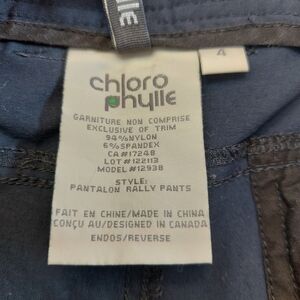 4
chloro
phylle
GARNITURE NON COMPRISE
EXCLUSIVE OF TRIM
94%NYLON
6%SPANDEX
CA#17248
LOT#122113
MODEL#12938
STYLE:
PANTALON RALLY PANTS
FAIT EN CHINE/MADE IN CHINA
CONÇU AU/DESIGNED IN CANADA
ENDOS/REVERSE